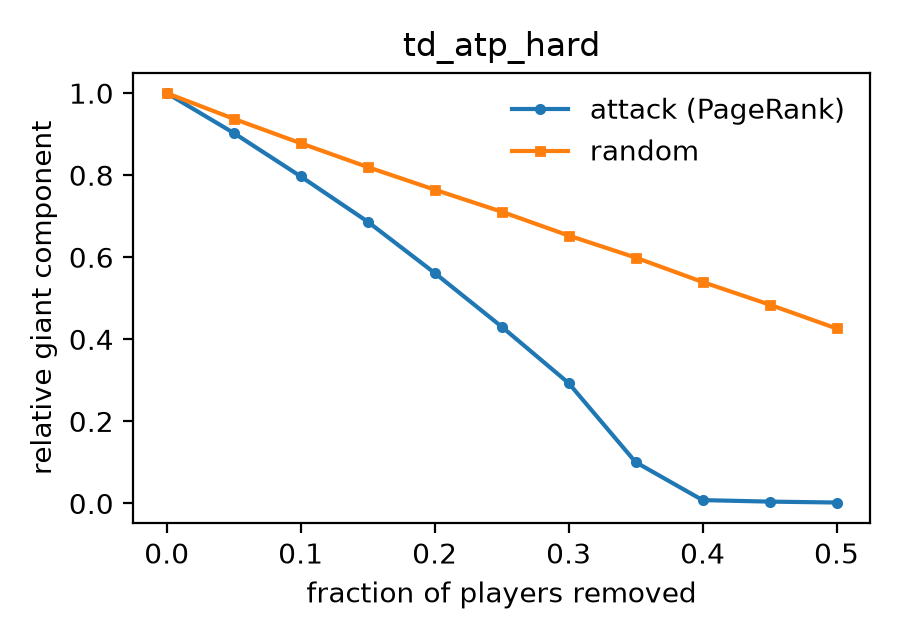 td_atp_hard
attack (PageRank)
random
relative giant component
1.0
0.8
0.6
0.4
0.2
0.0
0.0 0.1 0.2 0.3 0.4 0.5
fraction of players removed